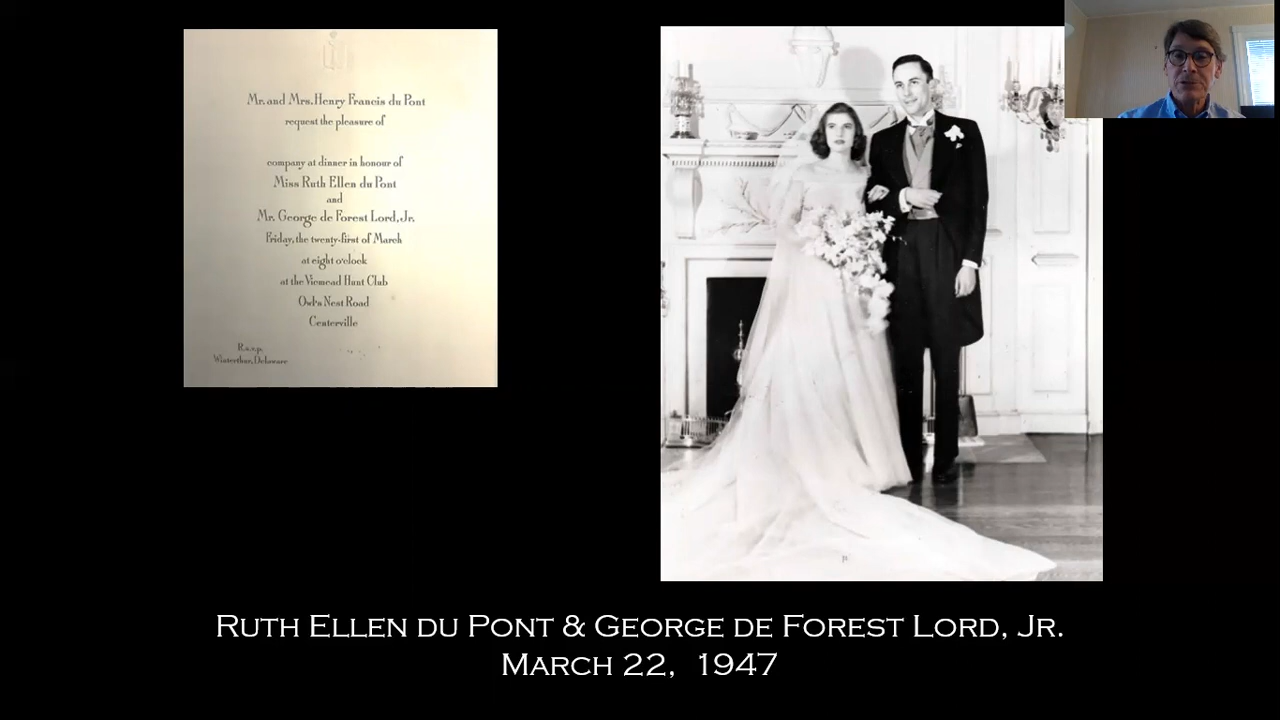 Mr. and Mrs. Henry Francis du Pont
request the pleasure of
company at dinner in honour of
Miss Ruth Ellen du Pont
and
Mr. George de Forest Lord, Jr.
Friday, the twenty-first of March
at eight o'clock
at the Vicmead Hunt Club
Owl's Nest Road
Centerville
R.s.v.p.
Winterthur, Delaware
RUTH ELLEN DU PONT & GEORGE DE FOREST LORD, JR.
MARCH 22, 1947